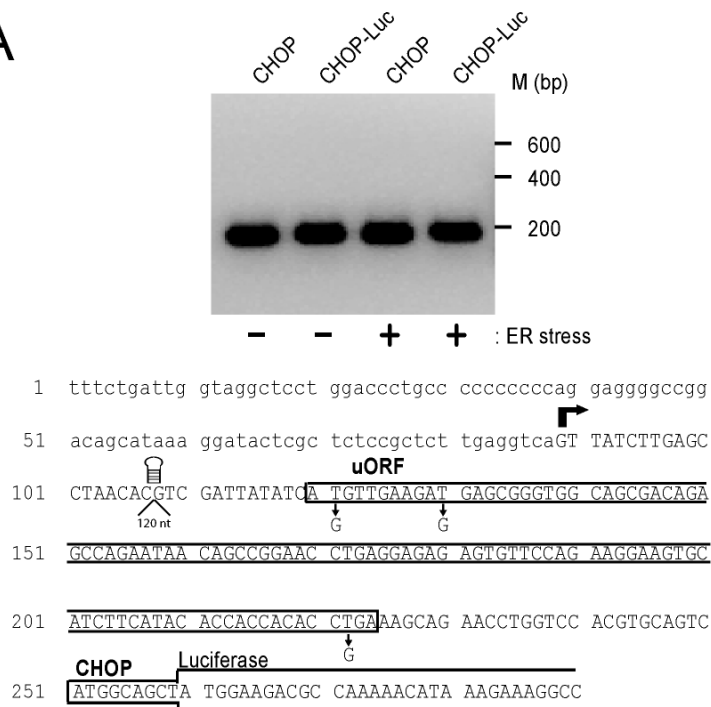 A
CHOP CHOP-Luc CHOP CHOP-Luc
M (bp)
600
400
200
− − + + : ER stress
1 tttctgattg gtaggctcct ggaccctgcc cccccccccag gaggggccgg
51 acagcataaa ggatactcgc tctccgctct tgaggtcaGT TATCTTGAGC
uORF
101 CTAACACGTC GATTATATCA TGTTGAAGAT GAGCGGGTGG CAGCGACAGA
120 nt G G
151 GCCAGAATAA CAGCCGGAAC CTGAGGAGAG AGTGTTCCAG AAGGAAGTGC
201 ATCTTCATAC ACCACCACAC CTGAAAGCAG AACCTGGTCC ACGTGCAGTC
G
CHOP Luciferase
251 ATGGCAGCTA TGGAAGACGC CAAAAACATA AAGAAAGGCC